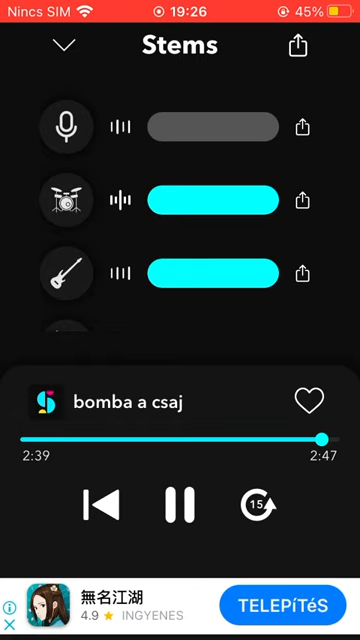 Nincs SIM 19:26 45%
Stems
bomba a csaj
2:39 2:47
15
無名江湖
4.9 INGYENES
TELEPíTéS